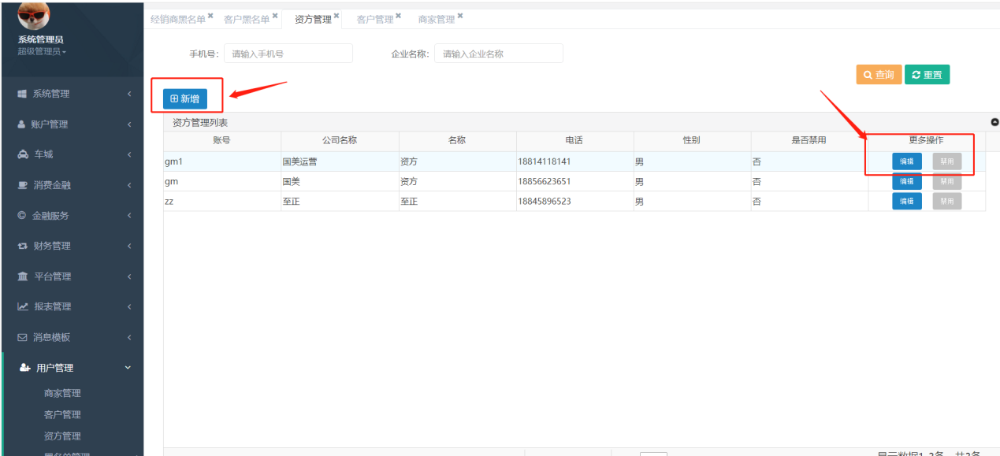 系统管理员
超级管理员
系统管理
账户管理
车城
消费金融
金融服务
财务管理
平台管理
报表管理
消息模板
用户管理
商家管理
客户管理
资方管理
黑名单管理
经销商黑名单 客户黑名单 资方管理 客户管理 商家管理
手机号： 请输入手机号 企业名称： 请输入企业名称
查询 重置
新增
资方管理列表
账号 公司名称 名称 电话 性别 是否禁用 更多操作
gm1 国美运营 资方 18814118141 男 否 编辑 禁用
gm 国美 资方 18856623651 男 否 编辑 禁用
zz 至正 至正 18845896523 男 否 编辑 禁用
显示数据1-3条，共3条